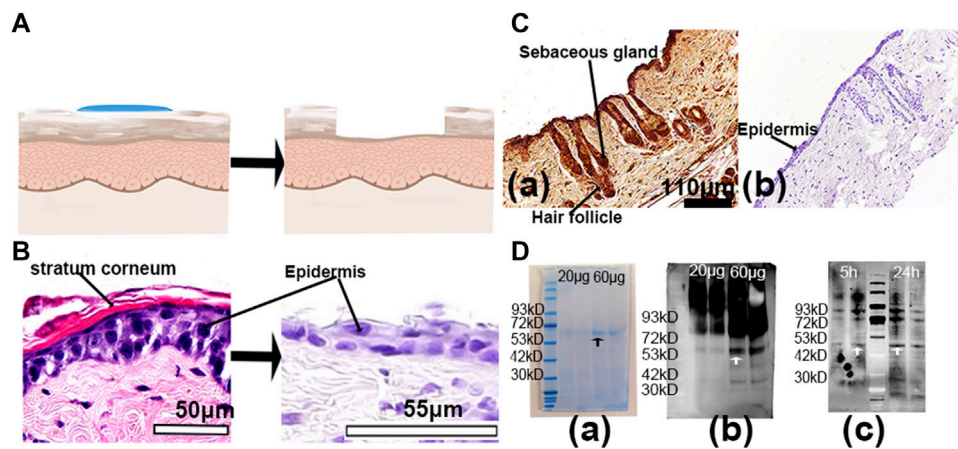 A
B
stratum corneum
Epidermis
50µm
55µm
C
Sebaceous gland
(a)
Hair follicle
110µm
Epidermis
(b)
D
20µg 60µg
93kD
72kD
53kD
42kD
30kD
(a)
20µg 60µg
93kD
72kD
53kD
42kD
30kD
(b)
5h 24h
93kD
72kD
53kD
42kD
30kD
(c)